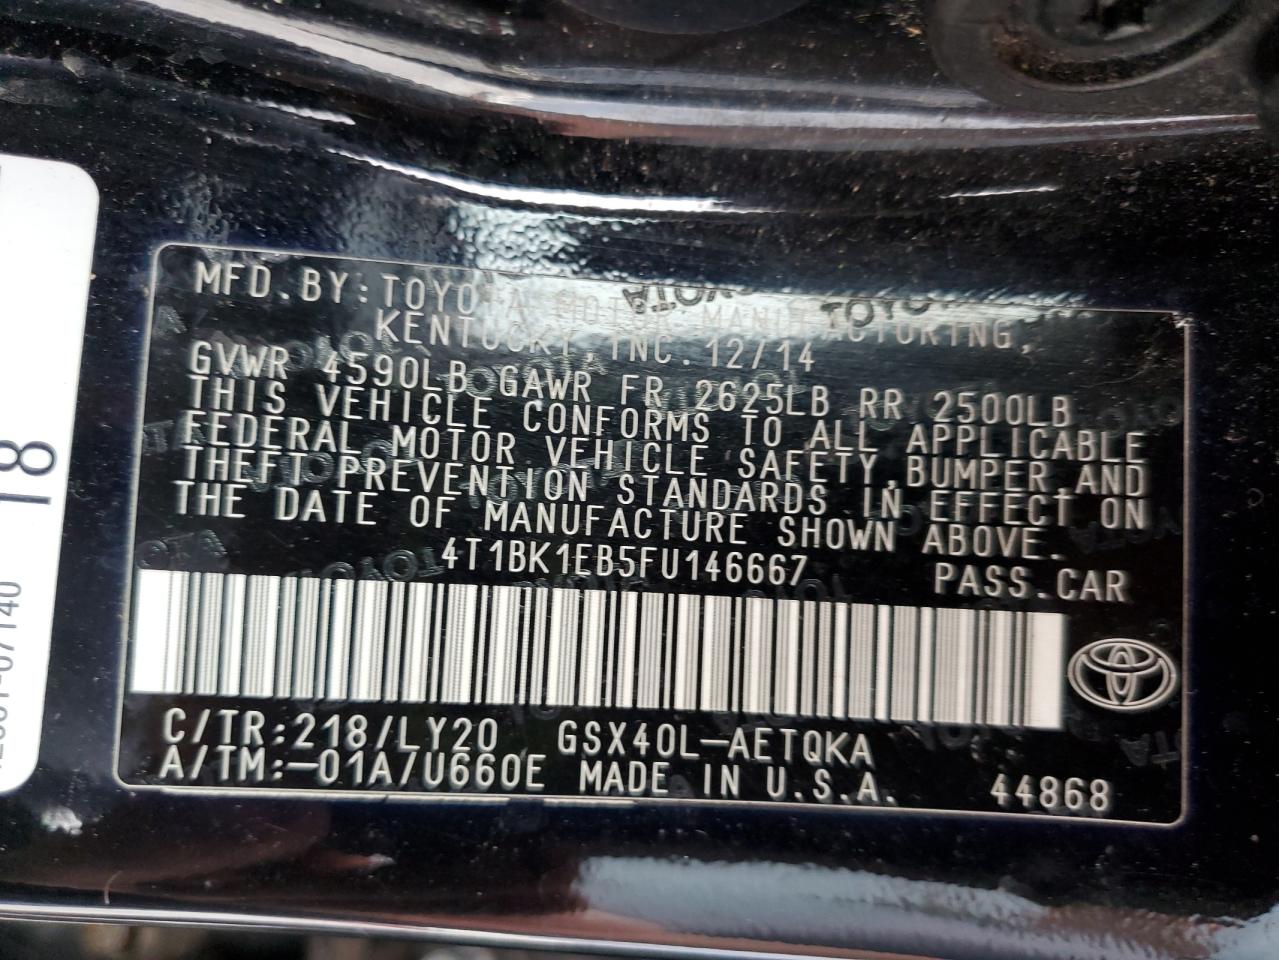 MFD.BY:TOYOTA MOTOR MANUFACTURING,
KENTUCKY,INC.12/14
GVWR 4590LB GAWR FR 2625LB RR 2500LB
THIS VEHICLE CONFORMS TO ALL APPLICABLE
FEDERAL MOTOR VEHICLE SAFETY,BUMPER,AND
THEFT PREVENTION STANDARDS IN EFFECT ON
THE DATE OF MANUFACTURE SHOWN ABOVE.
4T1BK1EB5FU146667 PASS.CAR
C/TR:218/LY20 GSX40L-AETQKA
A/TM:-01A/U660E MADE IN U.S.A. 44868
18
07140